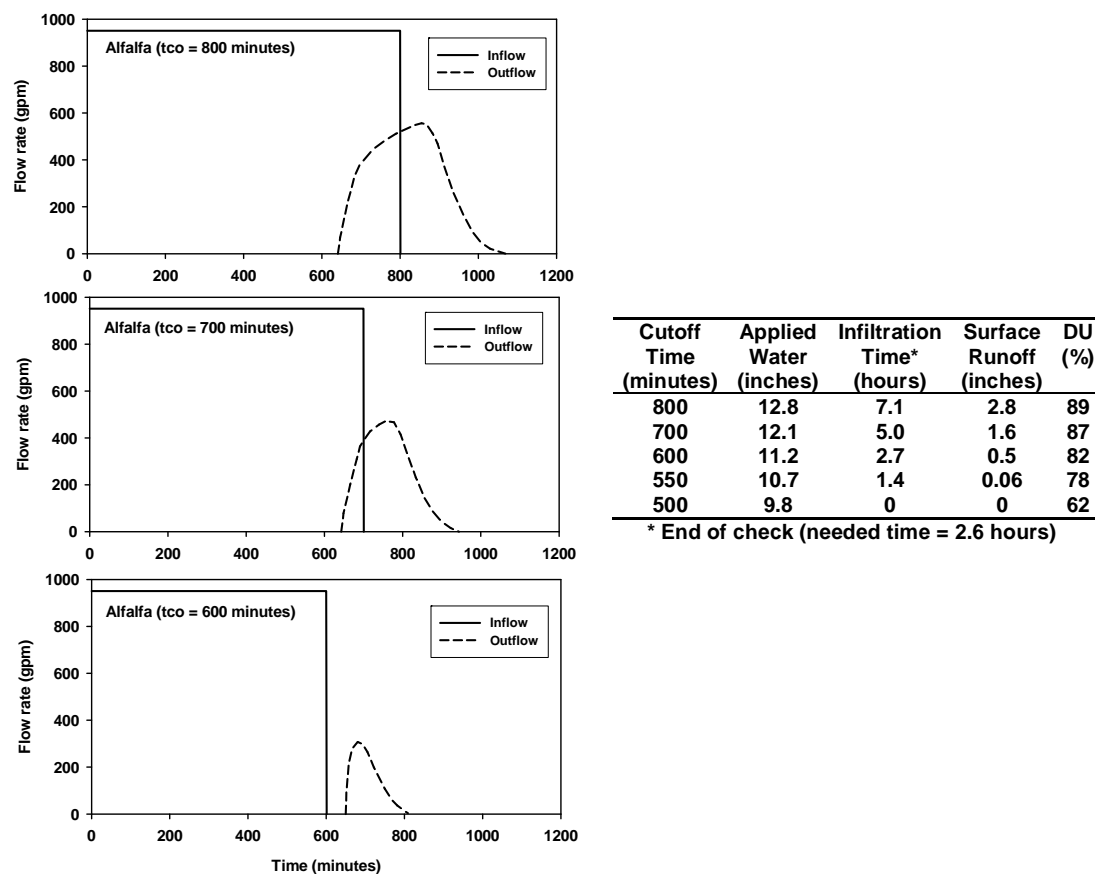 1000
800
600
400
200
0
Flow rate (gpm)
Alfalfa (tco = 800 minutes)
Inflow
Outflow
0 200 400 600 800 1000 1200
1000
800
600
400
200
0
Flow rate (gpm)
Alfalfa (tco = 700 minutes)
Inflow
Outflow
0 200 400 600 800 1000 1200
1000
800
600
400
200
0
Flow rate (gpm)
Alfalfa (tco = 600 minutes)
Inflow
Outflow
0 200 400 600 800 1000 1200
Time (minutes)
Cutoff Applied Infiltration Surface DU
Time Water Time* Runoff (%)
(minutes) (inches) (hours) (inches)
800 12.8 7.1 2.8 89
700 12.1 5.0 1.6 87
600 11.2 2.7 0.5 82
550 10.7 1.4 0.06 78
500 9.8 0 0 62
* End of check (needed time = 2.6 hours)